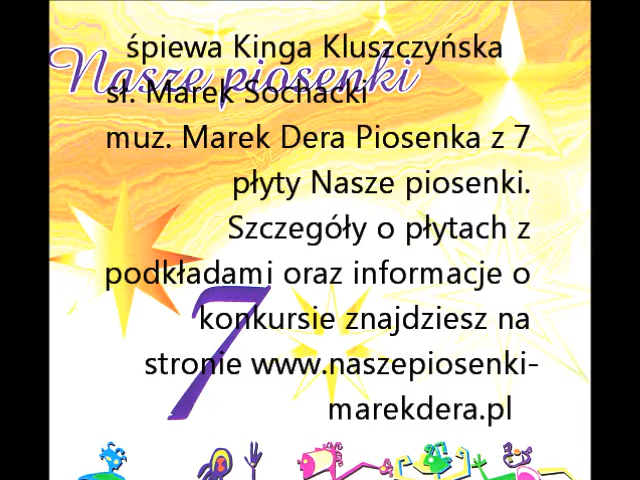 śpiewa Kinga Kluszczyńska
Nasze piosenki
sł. Marek Sochacki
muz. Marek Dera Piosenka z 7
płyty Nasze piosenki.
Szczegóły o płytach z
podkładami oraz informacje o
7
konkursie znajdziesz na
stronie www.naszepiosenki-
marekdera.pl